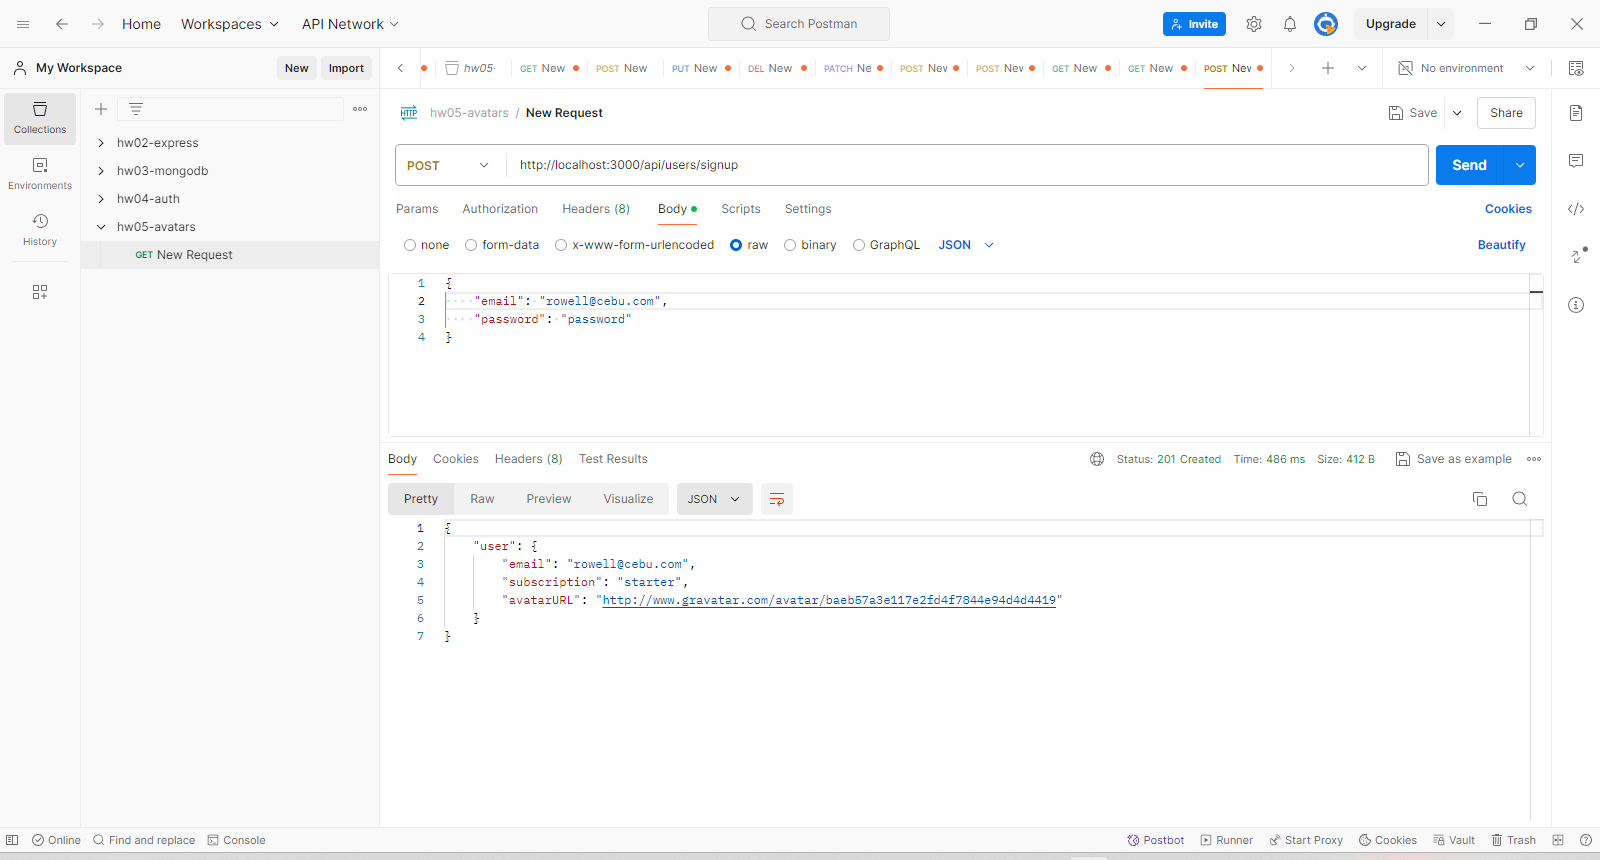 Home Workspaces API Network Search Postman Invite Upgrade
My Workspace New Import hw05- GET New POST New PUT New DEL New PATCH Ne POST New POST New GET New GET New POST New No environment
Collections
Environments
History
hw02-express
hw03-mongodb
hw04-auth
hw05-avatars
GET New Request
HTTP hw05-avatars / New Request Save Share
POST http://localhost:3000/api/users/signup Send
Params Authorization Headers (8) Body Scripts Settings Cookies
none form-data x-www-form-urlencoded raw binary GraphQL JSON Beautify
1 {
2 "email": "rowell@cebu.com",
3 "password": "password"
4 }
Body Cookies Headers (8) Test Results Status: 201 Created Time: 486 ms Size: 412 B Save as example
Pretty Raw Preview Visualize JSON
1 {
2 "user": {
3 "email": "rowell@cebu.com",
4 "subscription": "starter",
5 "avatarURL": "http://www.gravatar.com/avatar/baeb57a3e117e2fd4f7844e94d4d4419"
6 }
7 }
Online Find and replace Console Postbot Runner Start Proxy Cookies Vault Trash